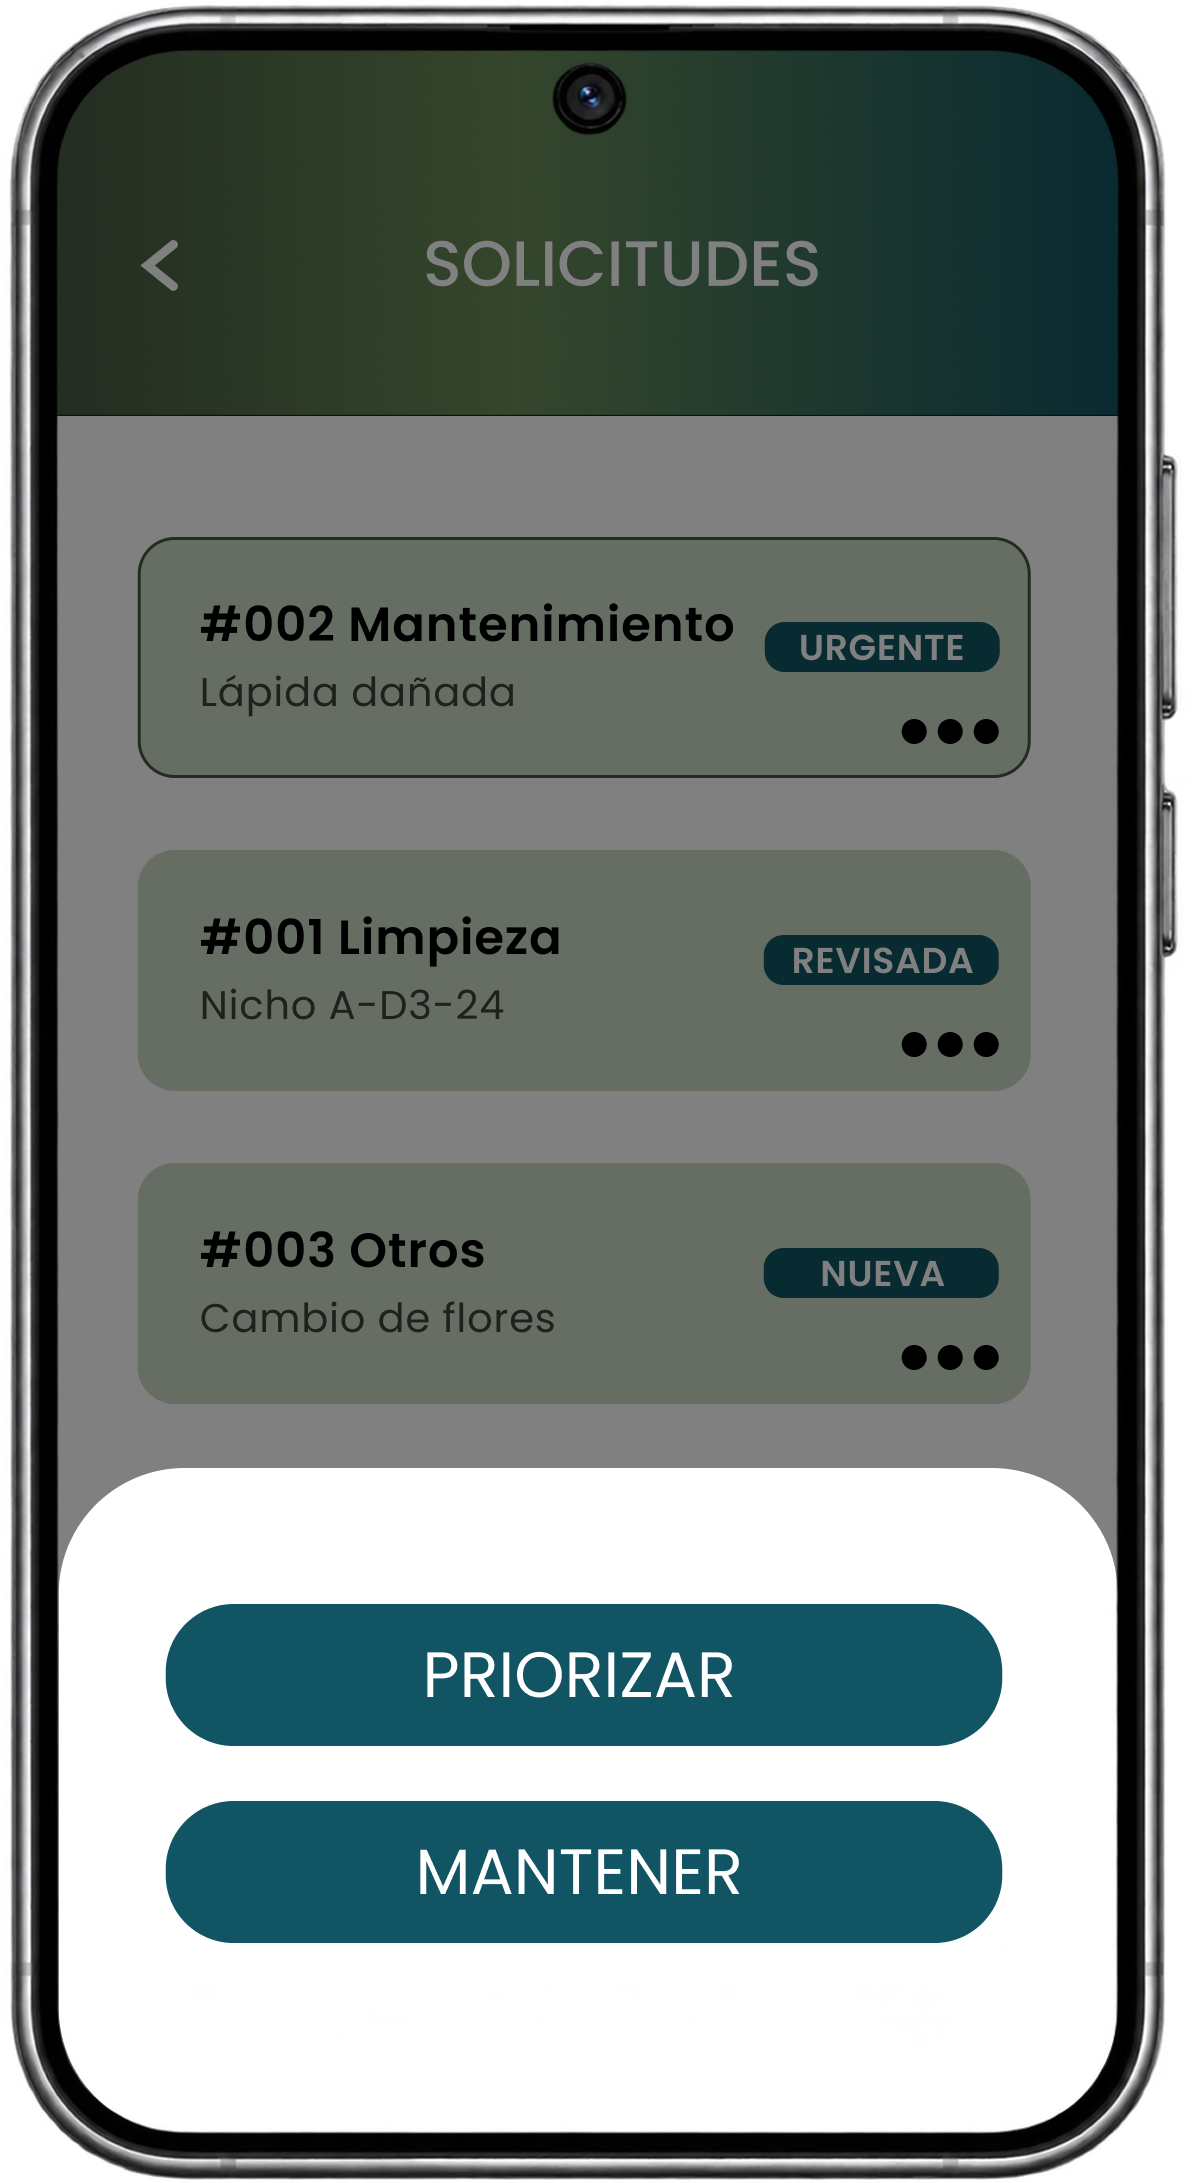 SOLICITUDES
#002 Mantenimiento
URGENTE
Lápida dañada
#001 Limpieza
REVISADA
Nicho A-D3-24
#003 Otros
NUEVA
Cambio de flores
PRIORIZAR
MANTENER